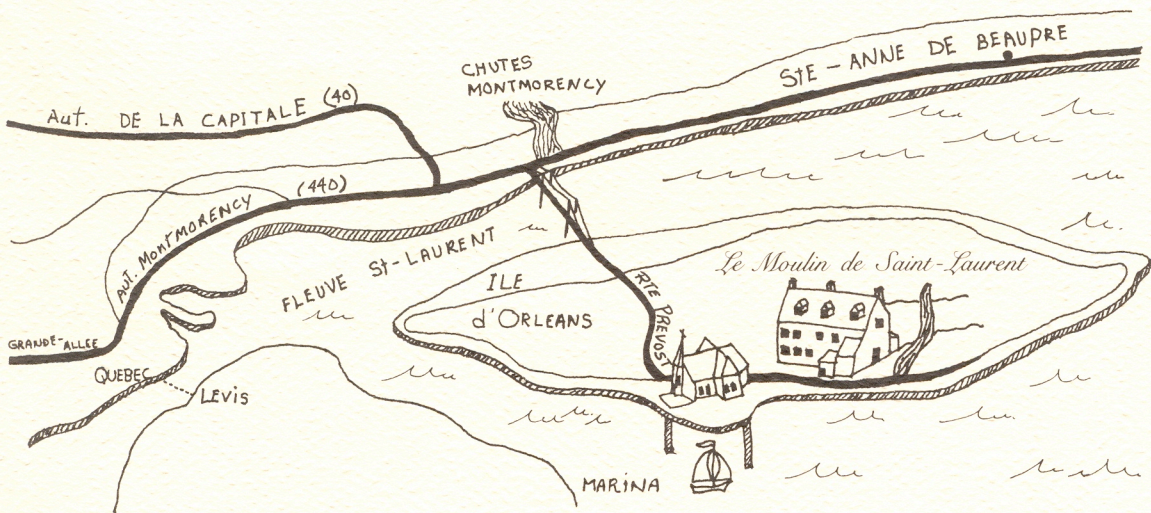 CHUTES
MONTMORENCY
STE-ANNE DE BEAUPRE
Aut. DE LA CAPITALE (40)
(440)
AUT. MONTMORENCY
FLEUVE St-LAURENT
Le Moulin de Saint-Laurent
ILE
d'ORLEANS
RTE PREVOST
GRANDE-ALLEE
QUEBEC
LEVIS
MARINA